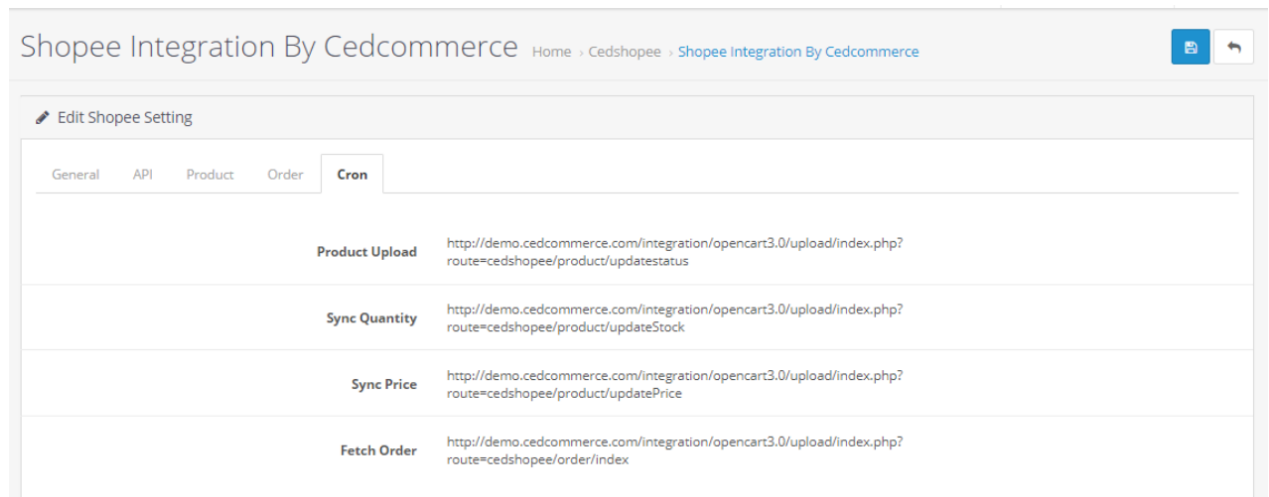 Shopee Integration By Cedcommerce Home › Cedshopee › Shopee Integration By Cedcommerce
Edit Shopee Setting
General API Product Order Cron
Product Upload http://demo.cedcommerce.com/integration/opencart3.0/upload/index.php?
route=cedshopee/product/updatestatus
Sync Quantity http://demo.cedcommerce.com/integration/opencart3.0/upload/index.php?
route=cedshopee/product/updateStock
Sync Price http://demo.cedcommerce.com/integration/opencart3.0/upload/index.php?
route=cedshopee/product/updatePrice
Fetch Order http://demo.cedcommerce.com/integration/opencart3.0/upload/index.php?
route=cedshopee/order/index